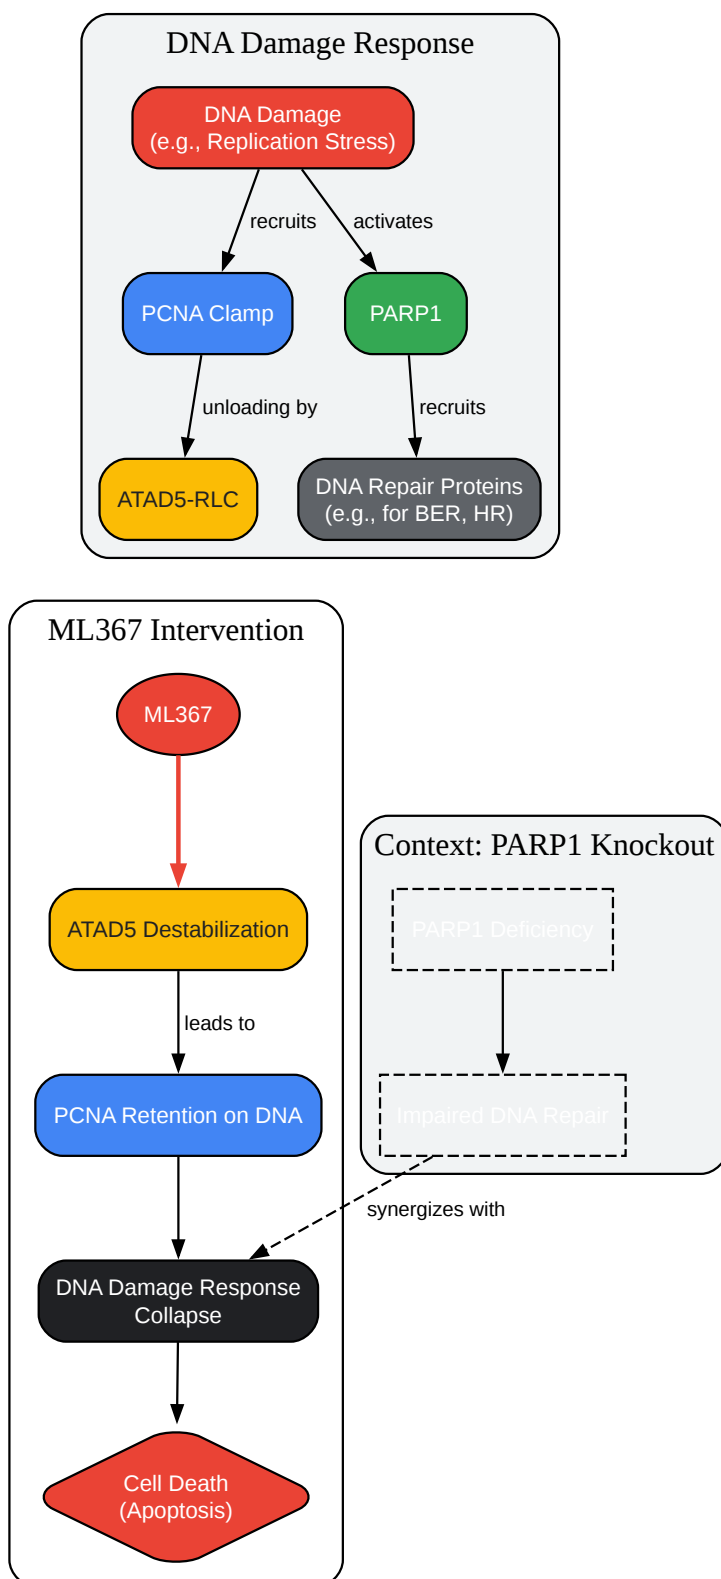 DNA Damage Response
DNA Damage
(e.g., Replication Stress)
recruits
activates
PCNA Clamp
PARP1
unloading by
recruits
ATAD5-RLC
DNA Repair Proteins
(e.g., for BER, HR)
ML367 Intervention
ML367
Context: PARP1 Knockout
ATAD5 Destabilization
PARP1 Deficiency
leads to
PCNA Retention on DNA
Impaired DNA Repair
synergizes with
DNA Damage Response
Collapse
Cell Death
(Apoptosis)